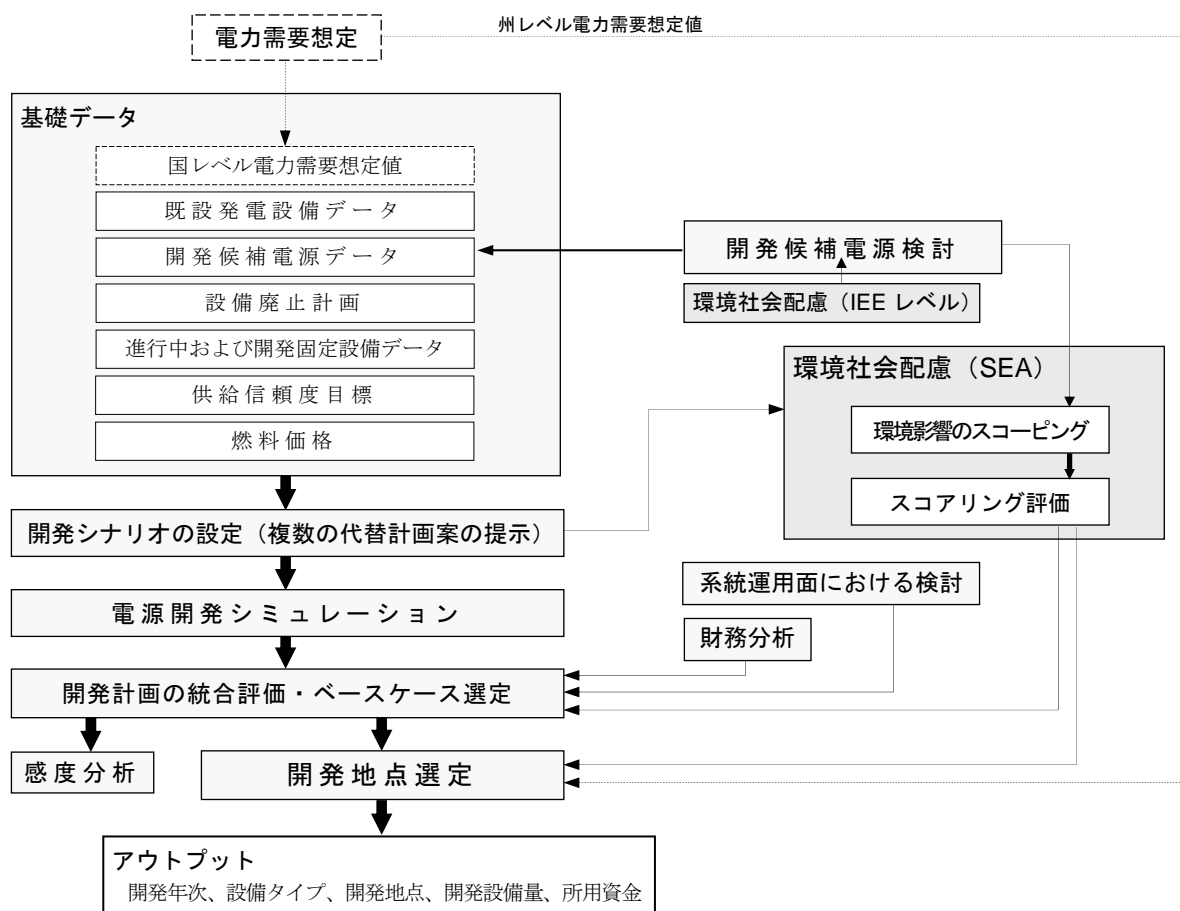 電力需要想定
州レベル電力需要想定値
基礎データ
国レベル電力需要想定値
既設発電設備データ
開発候補電源データ
設備廃止計画
進行中および開発固定設備データ
供給信頼度目標
燃料価格
開発候補電源検討
環境社会配慮（IEE レベル）
環境社会配慮（SEA）
環境影響のスコーピング
スコアリング評価
開発シナリオの設定（複数の代替計画案の提示）
系統運用面における検討
電源開発シミュレーション
財務分析
開発計画の統合評価・ベースケース選定
感度分析
開発地点選定
アウトプット
開発年次、設備タイプ、開発地点、開発設備量、所用資金